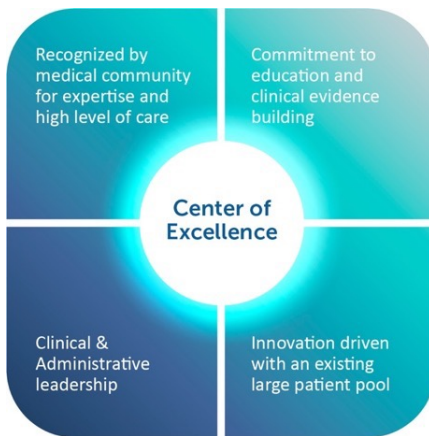 Recognized by
medical community
for expertise and
high level of care
Commitment to
education and
clinical evidence
building
Center of
Excellence
Clinical &
Administrative
leadership
Innovation driven
with an existing
large patient pool